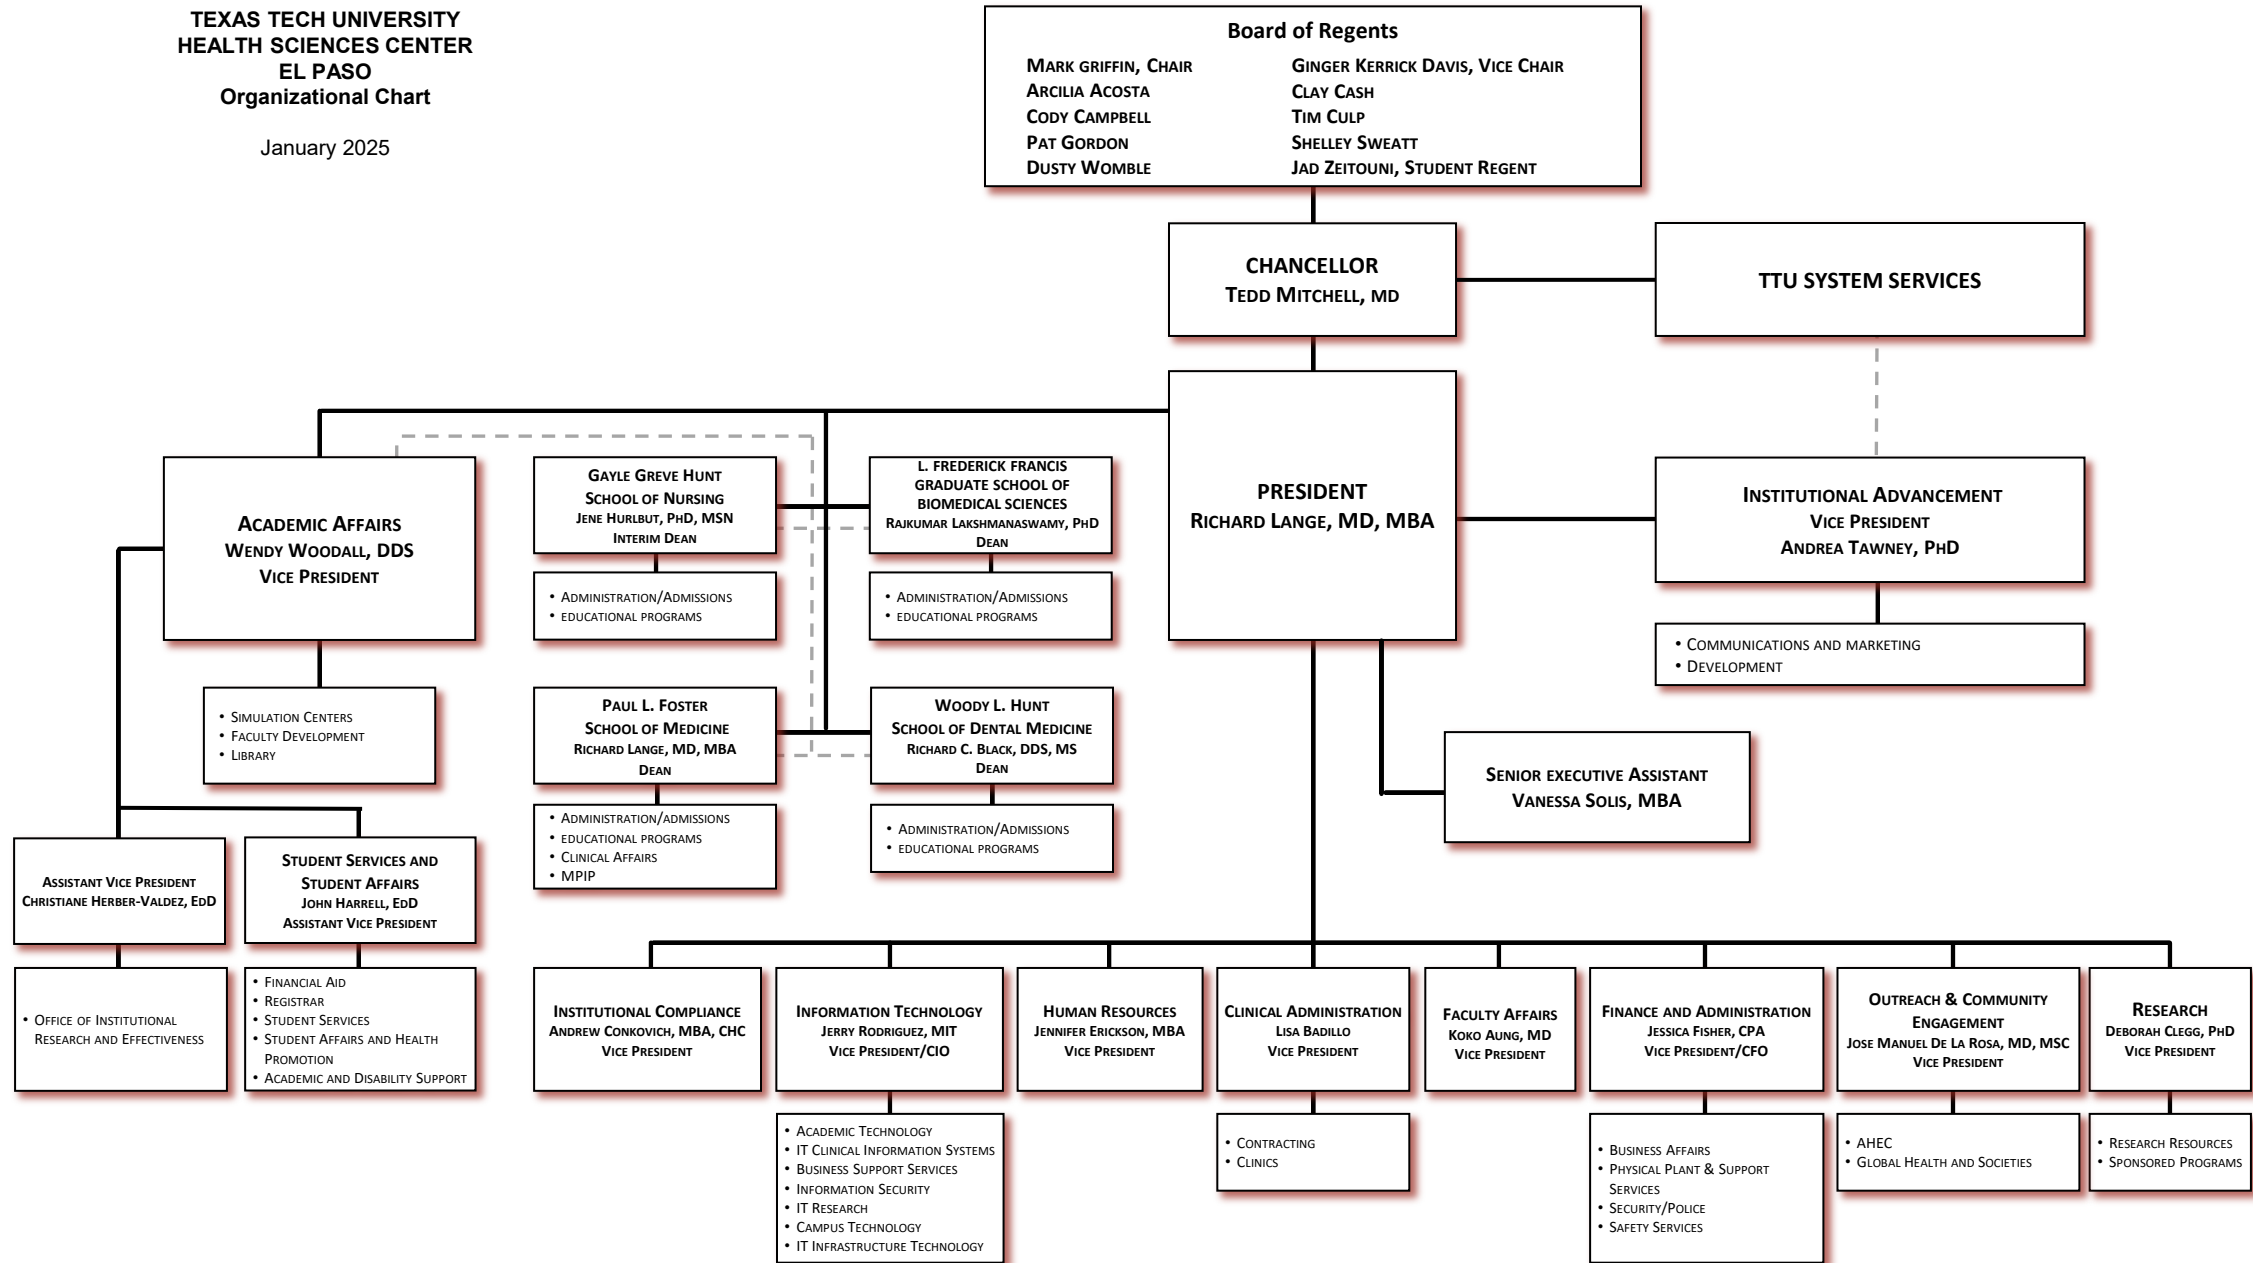 TEXAS TECH UNIVERSITY
HEALTH SCIENCES CENTER
EL PASO
Organizational Chart
January 2025
Board of Regents
MARK GRIFFIN, CHAIR
ARCILIA ACOSTA
CODY CAMPBELL
PAT GORDON
DUSTY WOMBLE
GINGER KERRICK DAVIS, VICE CHAIR
CLAY CASH
TIM CULP
SHELLEY SWEATT
JAD ZEITOUNI, STUDENT REGENT
CHANCELLOR
TEDD MITCHELL, MD
TTU SYSTEM SERVICES
PRESIDENT
RICHARD LANGE, MD, MBA
INSTITUTIONAL ADVANCEMENT
VICE PRESIDENT
ANDREA TAWNEY, PHD
• COMMUNICATIONS AND MARKETING
• DEVELOPMENT
SENIOR EXECUTIVE ASSISTANT
VANESSA SOLIS, MBA
ACADEMIC AFFAIRS
WENDY WOODALL, DDS
VICE PRESIDENT
• SIMULATION CENTERS
• FACULTY DEVELOPMENT
• LIBRARY
GAYLE GREVE HUNT
SCHOOL OF NURSING
JENE HURLBUT, PHD, MSN
INTERIM DEAN
• ADMINISTRATION/ADMISSIONS
• EDUCATIONAL PROGRAMS
L. FREDERICK FRANCIS
GRADUATE SCHOOL OF
BIOMEDICAL SCIENCES
RAJKUMAR LAKSHMANASWAMY, PHD
DEAN
• ADMINISTRATION/ADMISSIONS
• EDUCATIONAL PROGRAMS
PAUL L. FOSTER
SCHOOL OF MEDICINE
RICHARD LANGE, MD, MBA
DEAN
• ADMINISTRATION/ADMISSIONS
• EDUCATIONAL PROGRAMS
• CLINICAL AFFAIRS
• MPIP
WOODY L. HUNT
SCHOOL OF DENTAL MEDICINE
RICHARD C. BLACK, DDS, MS
DEAN
• ADMINISTRATION/ADMISSIONS
• EDUCATIONAL PROGRAMS
ASSISTANT VICE PRESIDENT
CHRISTIANE HERBER-VALDEZ, EDD
• OFFICE OF INSTITUTIONAL
RESEARCH AND EFFECTIVENESS
STUDENT SERVICES AND
STUDENT AFFAIRS
JOHN HARRELL, EDD
ASSISTANT VICE PRESIDENT
• FINANCIAL AID
• REGISTRAR
• STUDENT SERVICES
• STUDENT AFFAIRS AND HEALTH
PROMOTION
• ACADEMIC AND DISABILITY SUPPORT
INSTITUTIONAL COMPLIANCE
ANDREW CONKOVICH, MBA, CHC
VICE PRESIDENT
INFORMATION TECHNOLOGY
JERRY RODRIGUEZ, MIT
VICE PRESIDENT/CIO
• ACADEMIC TECHNOLOGY
• IT CLINICAL INFORMATION SYSTEMS
• BUSINESS SUPPORT SERVICES
• INFORMATION SECURITY
• IT RESEARCH
• CAMPUS TECHNOLOGY
• IT INFRASTRUCTURE TECHNOLOGY
HUMAN RESOURCES
JENNIFER ERICKSON, MBA
VICE PRESIDENT
CLINICAL ADMINISTRATION
LISA BADILLO
VICE PRESIDENT
• CONTRACTING
• CLINICS
FACULTY AFFAIRS
KOKO AUNG, MD
VICE PRESIDENT
FINANCE AND ADMINISTRATION
JESSICA FISHER, CPA
VICE PRESIDENT/CFO
• BUSINESS AFFAIRS
• PHYSICAL PLANT & SUPPORT
SERVICES
• SECURITY/POLICE
• SAFETY SERVICES
OUTREACH & COMMUNITY
ENGAGEMENT
JOSE MANUEL DE LA ROSA, MD, MSC
VICE PRESIDENT
• AHEC
• GLOBAL HEALTH AND SOCIETIES
RESEARCH
DEBORAH CLEGG, PHD
VICE PRESIDENT
• RESEARCH RESOURCES
• SPONSORED PROGRAMS